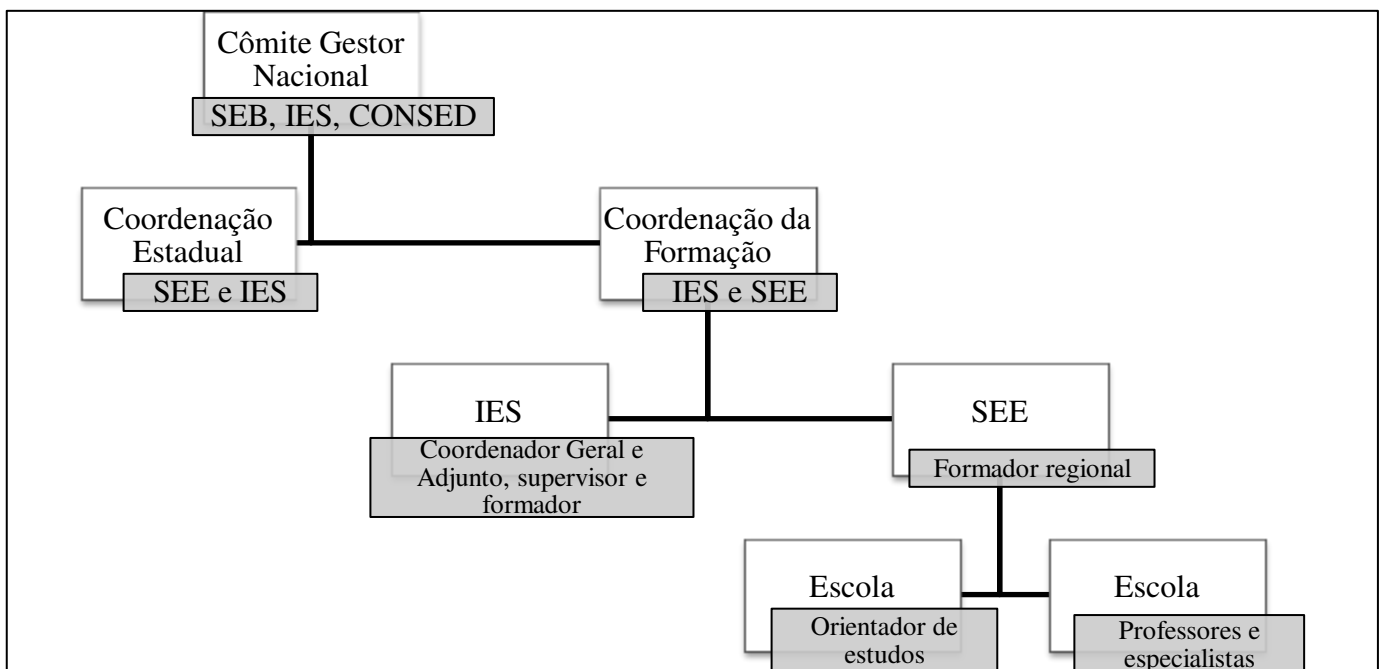 Cômite Gestor
Nacional
SEB, IES, CONSED
Coordenação
Estadual
SEE e IES
Coordenação da
Formação
IES e SEE
IES
Coordenador Geral e
Adjunto, supervisor e
formador
SEE
Formador regional
Escola
Orientador de
estudos
Escola
Professores e
especialistas